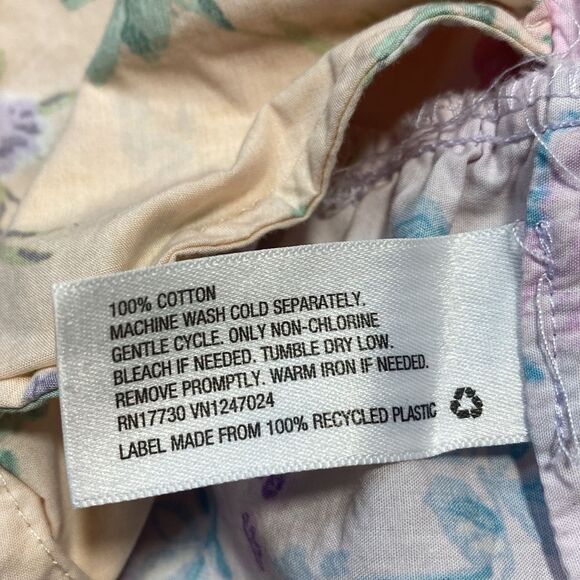 100% COTTON
MACHINE WASH COLD SEPARATELY.
GENTLE CYCLE. ONLY NON-CHLORINE
BLEACH IF NEEDED. TUMBLE DRY LOW.
REMOVE PROMPTLY. WARM IRON IF NEEDED.
RN17730 VN1247024
LABEL MADE FROM 100% RECYCLED PLASTIC